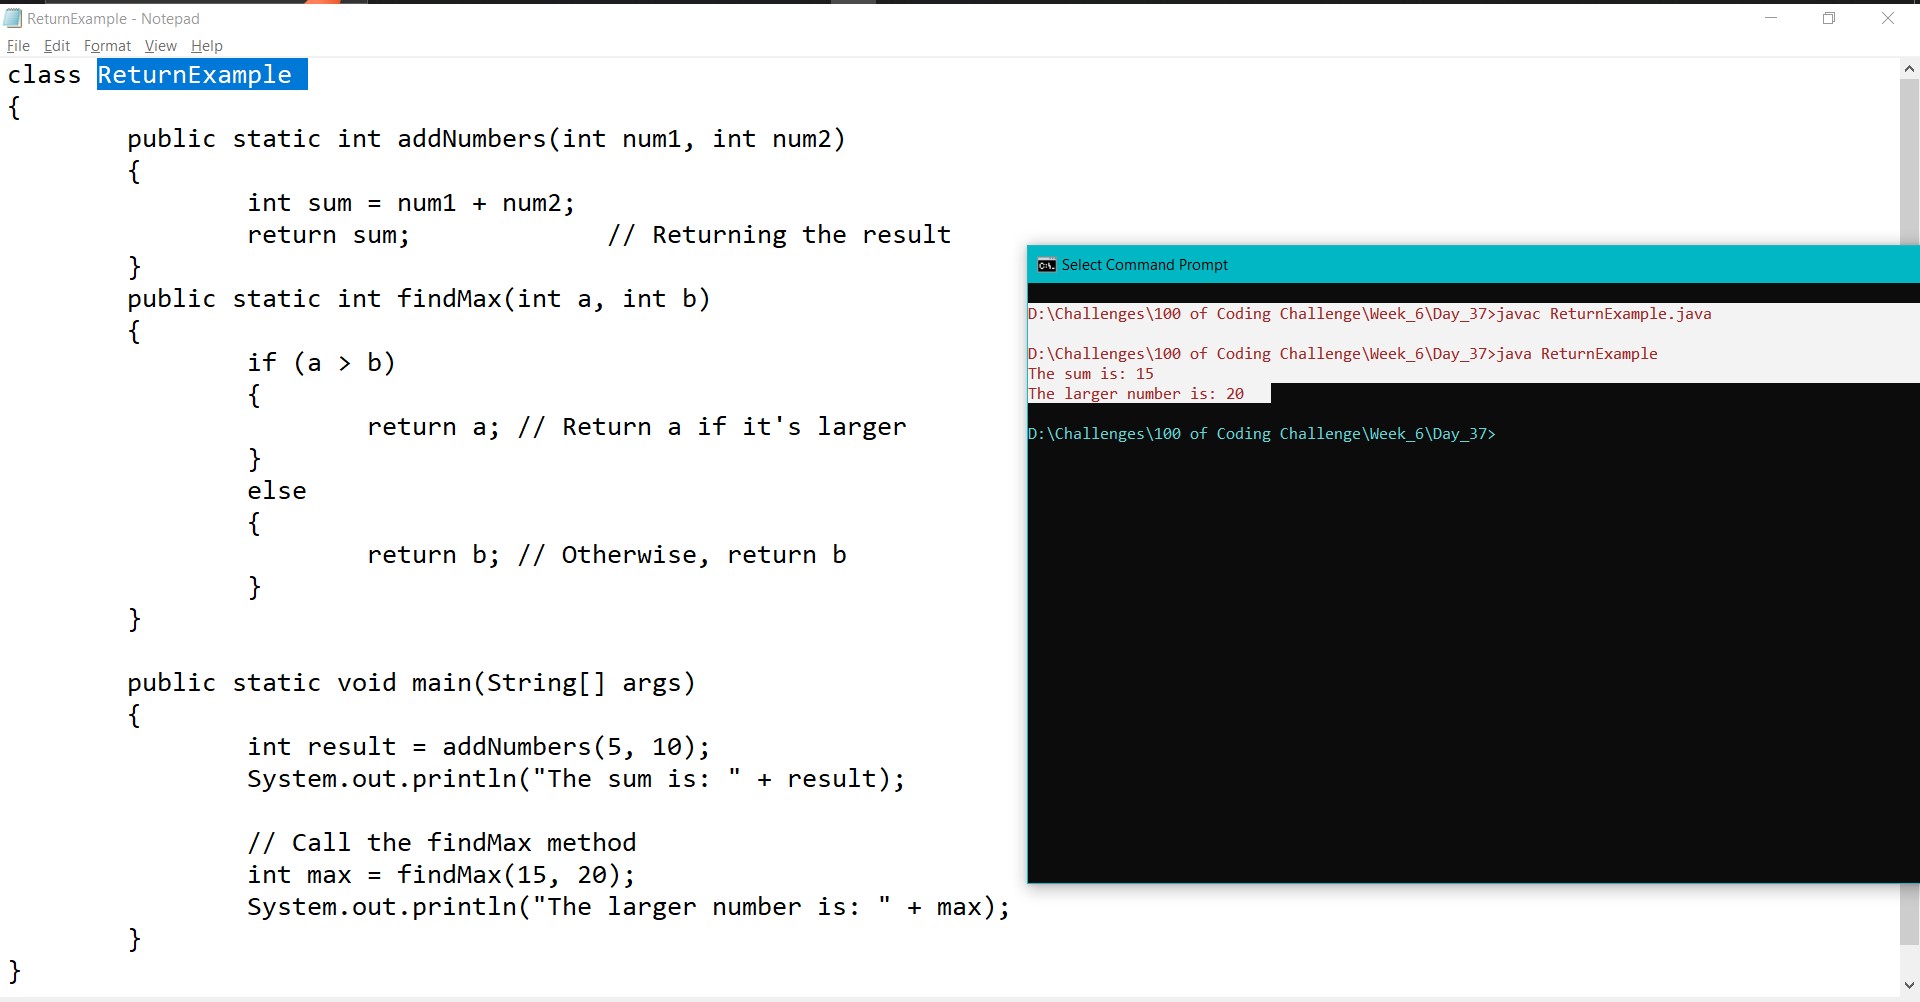 ReturnExample - Notepad
File Edit Format View Help
class ReturnExample
{
public static int addNumbers(int num1, int num2)
{
int sum = num1 + num2;
return sum; // Returning the result
}
public static int findMax(int a, int b)
{
if (a > b)
{
return a; // Return a if it's larger
}
else
{
return b; // Otherwise, return b
}
}
public static void main(String[] args)
{
int result = addNumbers(5, 10);
System.out.println("The sum is: " + result);
// Call the findMax method
int max = findMax(15, 20);
System.out.println("The larger number is: " + max);
}
}
Select Command Prompt
D:\Challenges\100 of Coding Challenge\Week_6\Day_37>javac ReturnExample.java
D:\Challenges\100 of Coding Challenge\Week_6\Day_37>java ReturnExample
The sum is: 15
The larger number is: 20
D:\Challenges\100 of Coding Challenge\Week_6\Day_37>